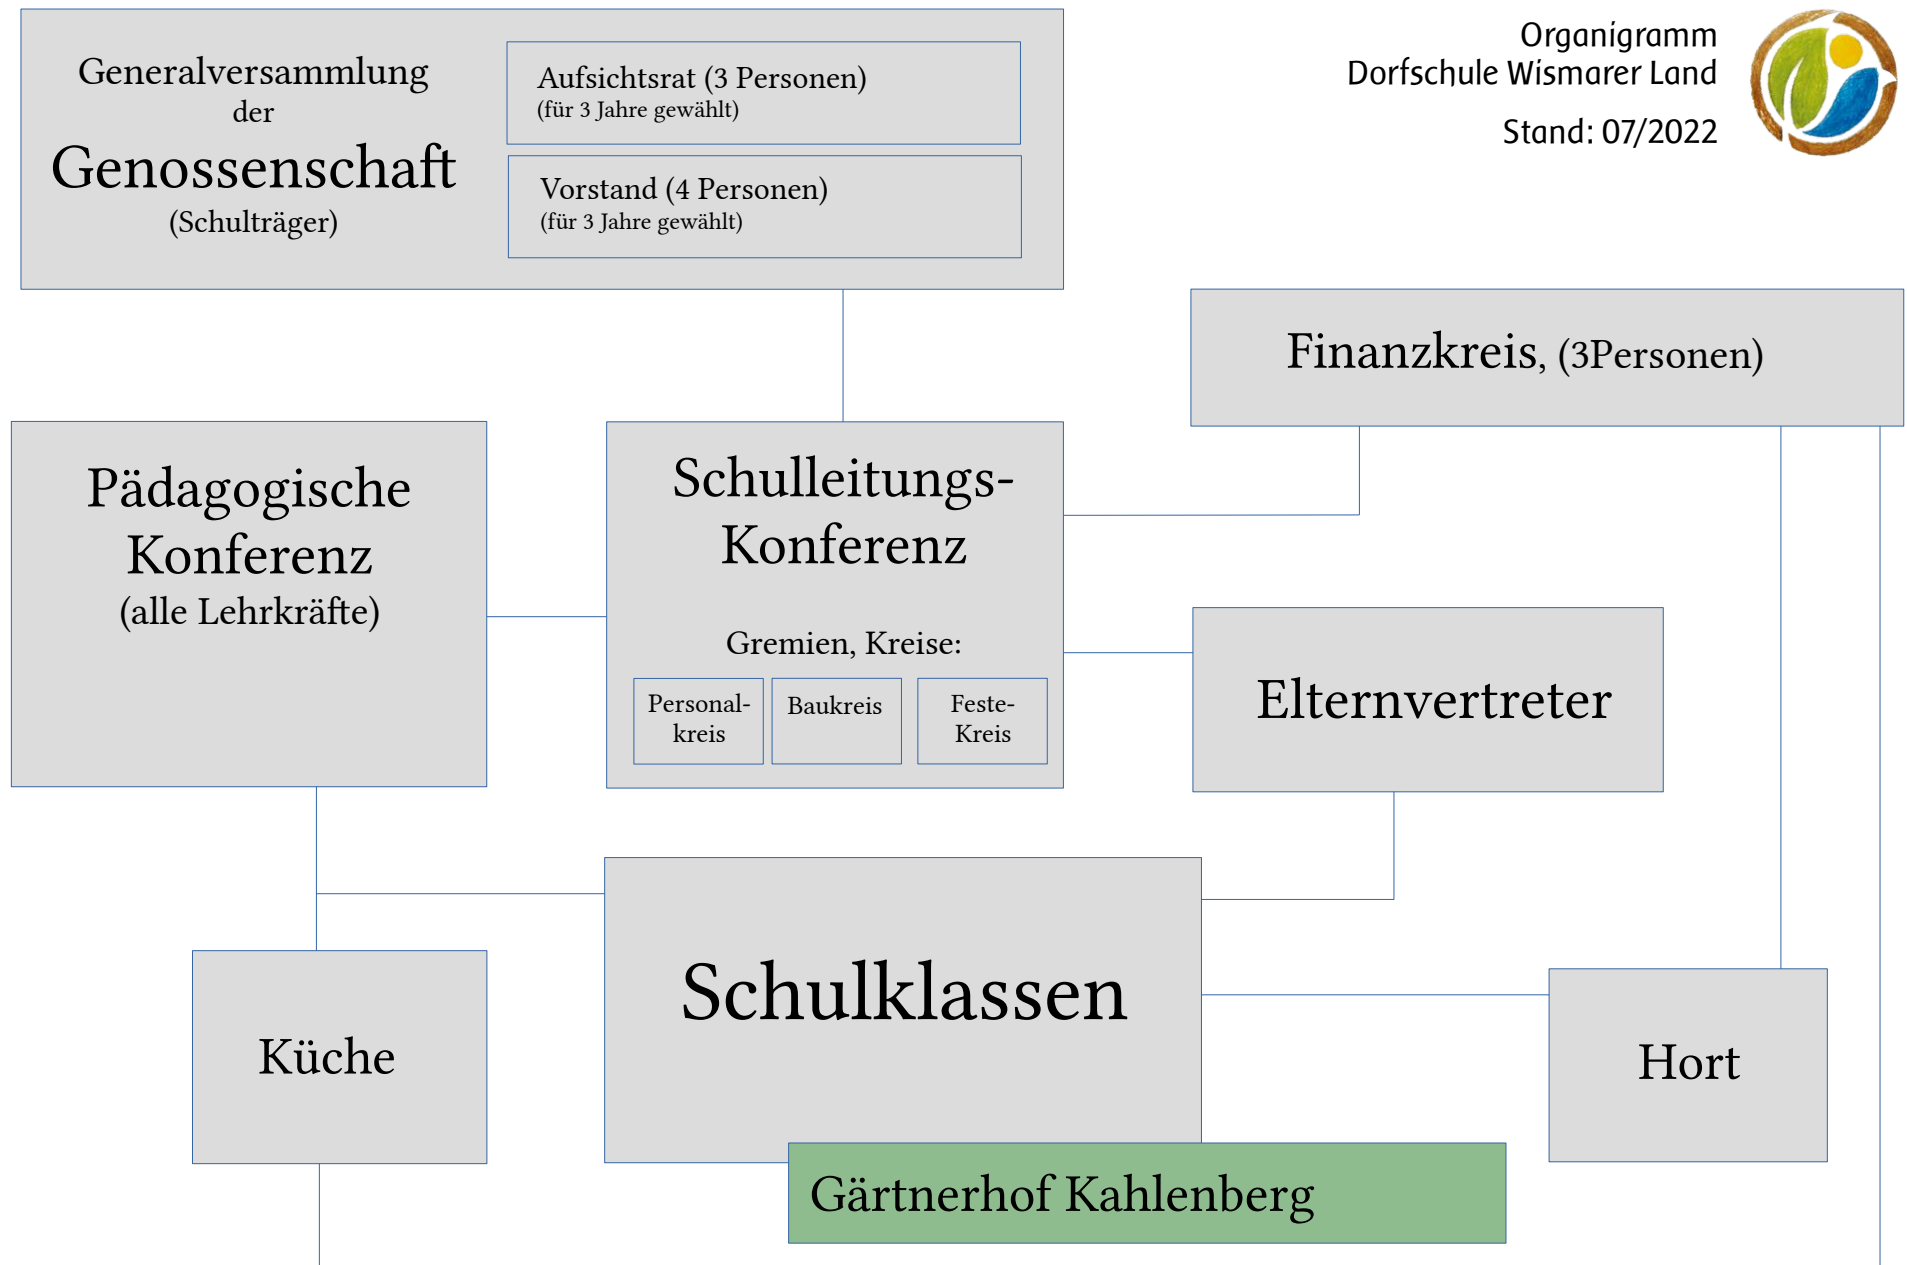 Generalversammlung
der
Genossenschaft
(Schulträger)
Aufsichtsrat (3 Personen)
(für 3 Jahre gewählt)
Vorstand (4 Personen)
(für 3 Jahre gewählt)
Organigramm
Dorfschule Wismarer Land
Stand: 07/2022
Finanzkreis, (3Personen)
Pädagogische
Konferenz
(alle Lehrkräfte)
Schulleitungs-
Konferenz
Gremien, Kreise:
Personal-
kreis
Baukreis
Feste-
Kreis
Elternvertreter
Schulklassen
Küche
Hort
Gärtnerhof Kahlenberg